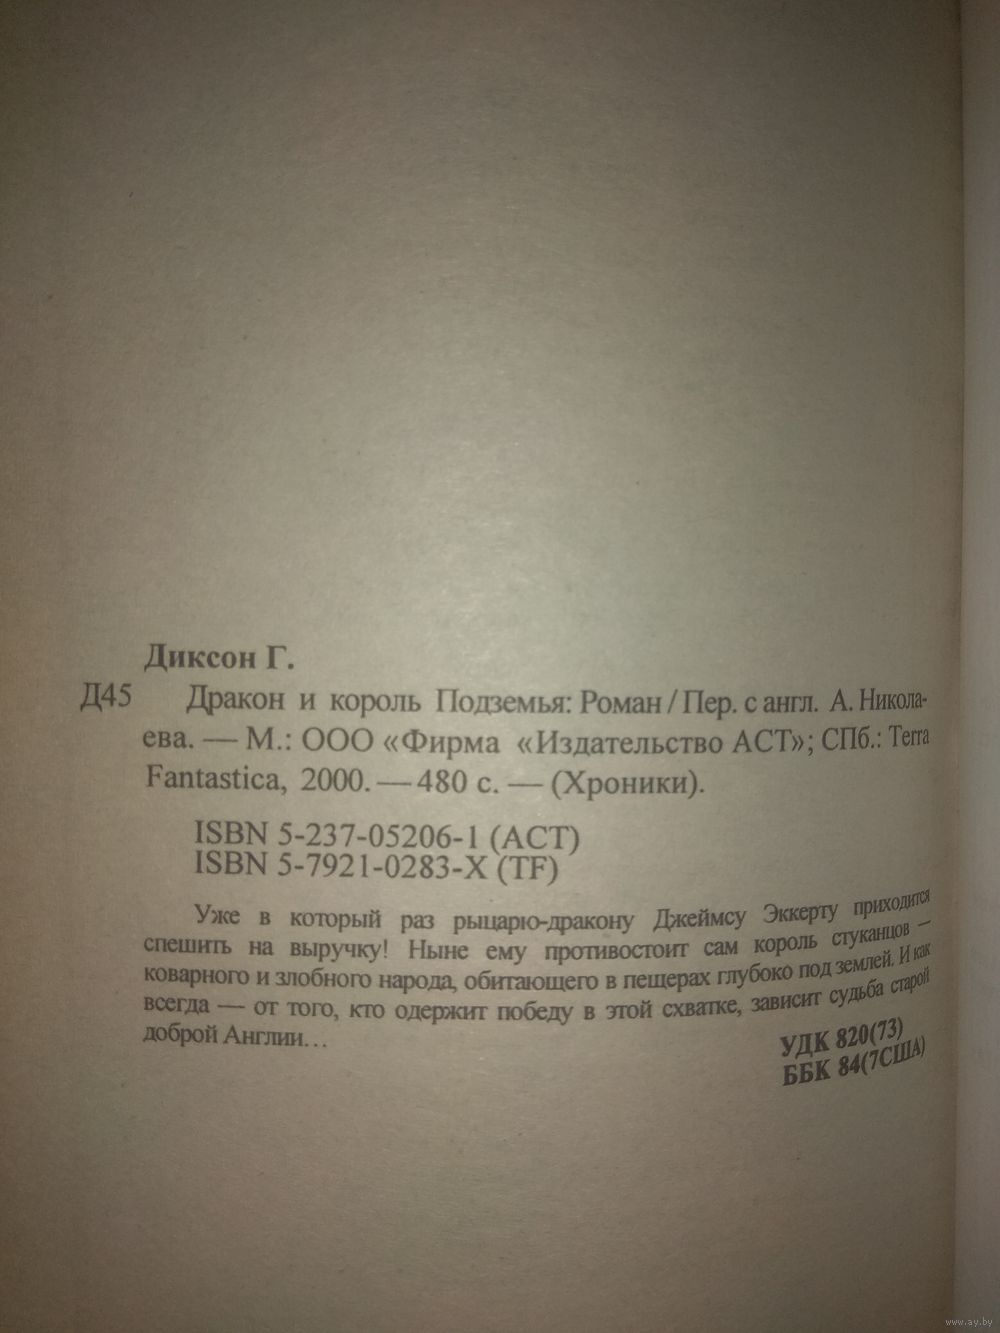 Диксон Г.
Д45 Дракон и король Подземья: Роман / Пер. с англ. А. Никола-
ева. — М.: ООО «Фирма «Издательство АСТ»; СПб.: Terra
Fantastica, 2000. — 480 с. — (Хроники).
ISBN 5-237-05206-1 (АСТ)
ISBN 5-7921-0283-X (TF)
Уже в который раз рыцарю-дракону Джеймсу Эккерту приходится
спешить на выручку! Ныне ему противостоит сам король стуканцов —
коварного и злобного народа, обитающего в пещерах глубоко под землей. И как
всегда — от того, кто одержит победу в этой схватке, зависит судьба старой
доброй Англии...
УДК 820(73)
ББК 84(7США)
www.ay.by